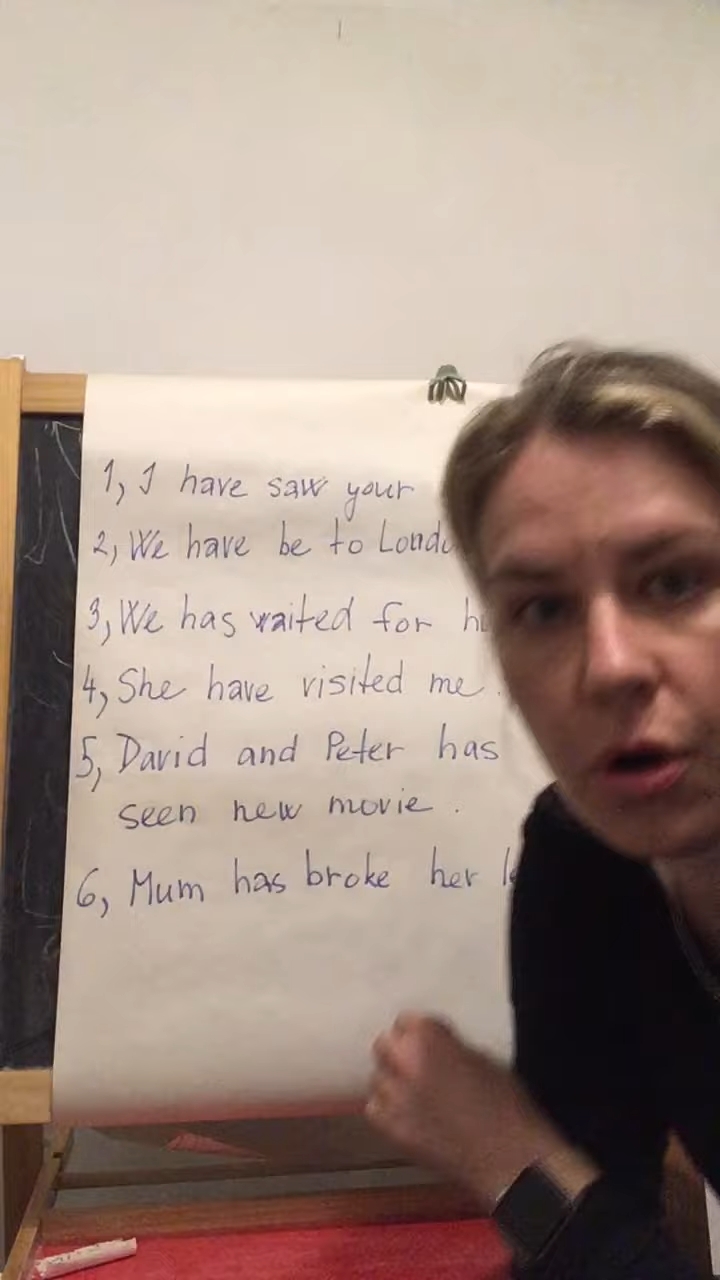 1, I have saw your
2, We have be to
3, We has waited for
4, She have visited me.
5, David and Peter has
seen new movie.
6, Mum has broke her